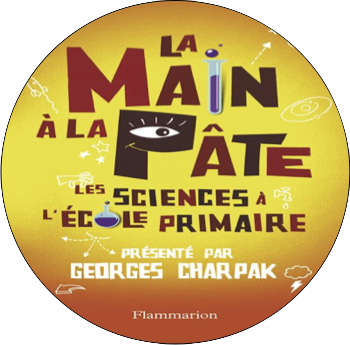 LA
MAIN
À LA PÂTE
LES SCIENCES À
L'ÉCOLE PRIMAIRE
PRÉSENTÉ PAR
GEORGES CHARPAK
Flammarion